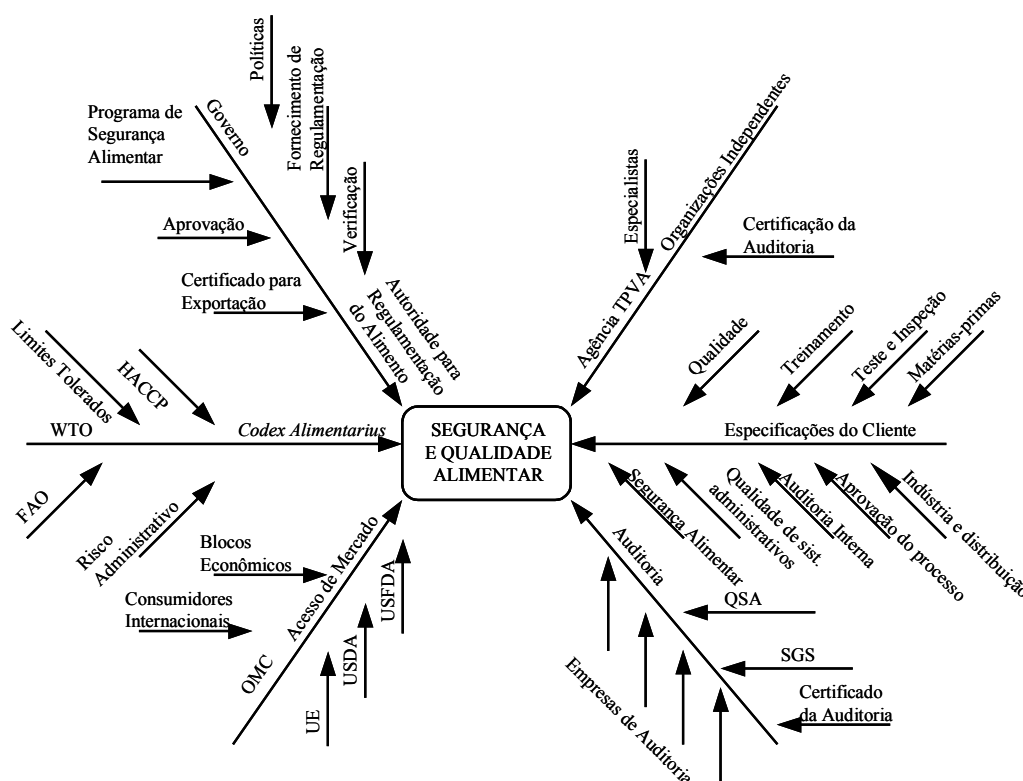 Políticas
Fornecimento de
Regulamentação
Verificação
Governo
Programa de
Segurança
Alimentar
Aprovação
Certificado para
Exportação
Autoridade para
Regulamentação
do Alimento
Especialistas
Organizações Independentes
Agência TPVA
Certificação da
Auditoria
Limites Tolerados
HACCP
WTO
Codex Alimentarius
FAO
Risco
Administrativo
SEGURANÇA
E QUALIDADE
ALIMENTAR
Qualidade
Treinamento
Teste e Inspeção
Matérias-primas
Especificações do Cliente
Segurança Alimentar
Qualidade de sist.
administrativos
Auditoria Interna
Aprovação do processo
Indústria e distribuição
Blocos
Econômicos
Consumidores
Internacionais
Acesso de Mercado
OMC
UE
USDA
USFDA
Auditoria
QSA
SGS
Certificado
da Auditoria
Empresas de Auditoria